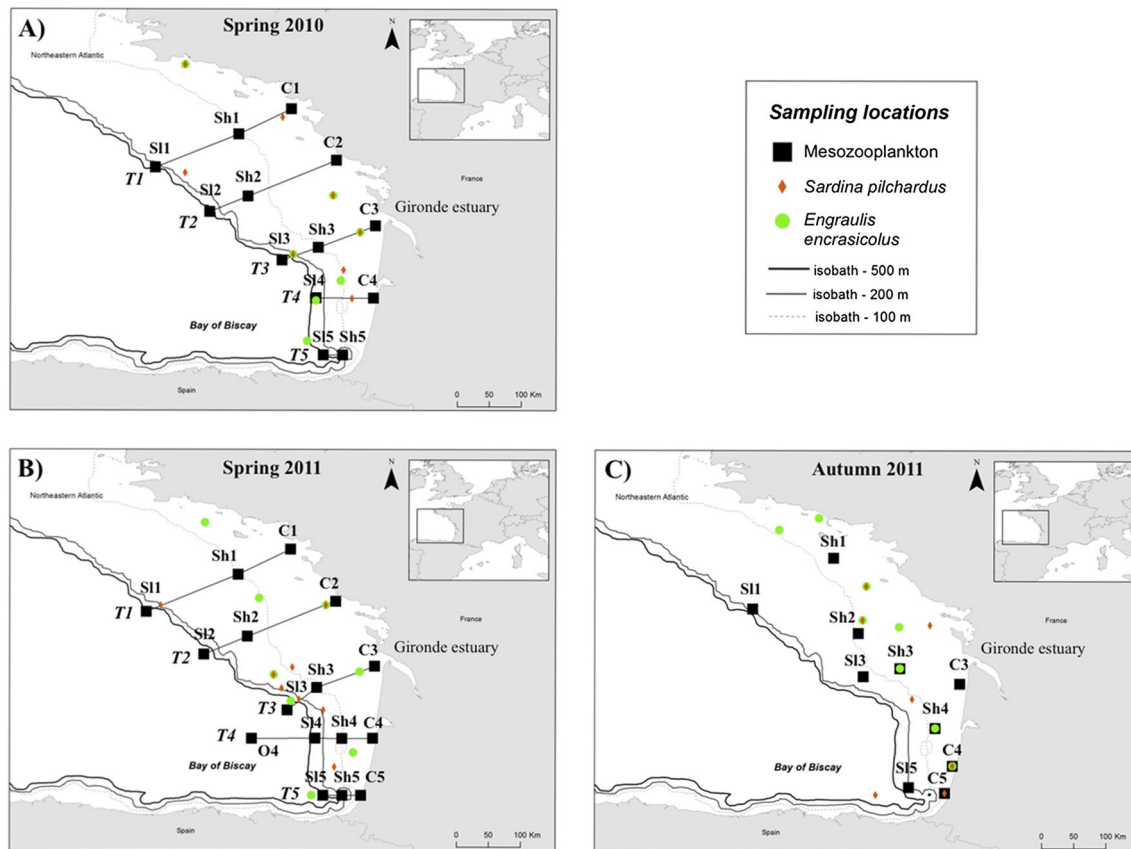 A)
Spring 2010
N
Northeastern Atlantic
C1
Sh1
Sl1
T1
C2
Sh2
Sl2
T2
France
C3
Gironde estuary
Sh3
Sl3
T3
Sl4
C4
T4
Bay of Biscay
Sl5
Sh5
T5
Spain
0 50 100 Km
Sampling locations
Mesozooplankton
Sardina pilchardus
Engraulis
encrasicolus
isobath - 500 m
isobath - 200 m
isobath - 100 m
B)
Spring 2011
N
Northeastern Atlantic
C1
Sh1
Sl1
T1
C2
Sh2
Sl2
T2
France
C3
Gironde estuary
Sh3
Sl3
T3
T4
O4
Sl4
Sh4
C4
Bay of Biscay
Sl5
Sh5
C5
T5
Spain
0 50 100 Km
C)
Autumn 2011
N
Northeastern Atlantic
Sh1
Sl1
France
Sh2
Gironde estuary
Sh3
Sl3
C3
Sh4
C4
Bay of Biscay
Sl5
C5
Spain
0 50 100 Km